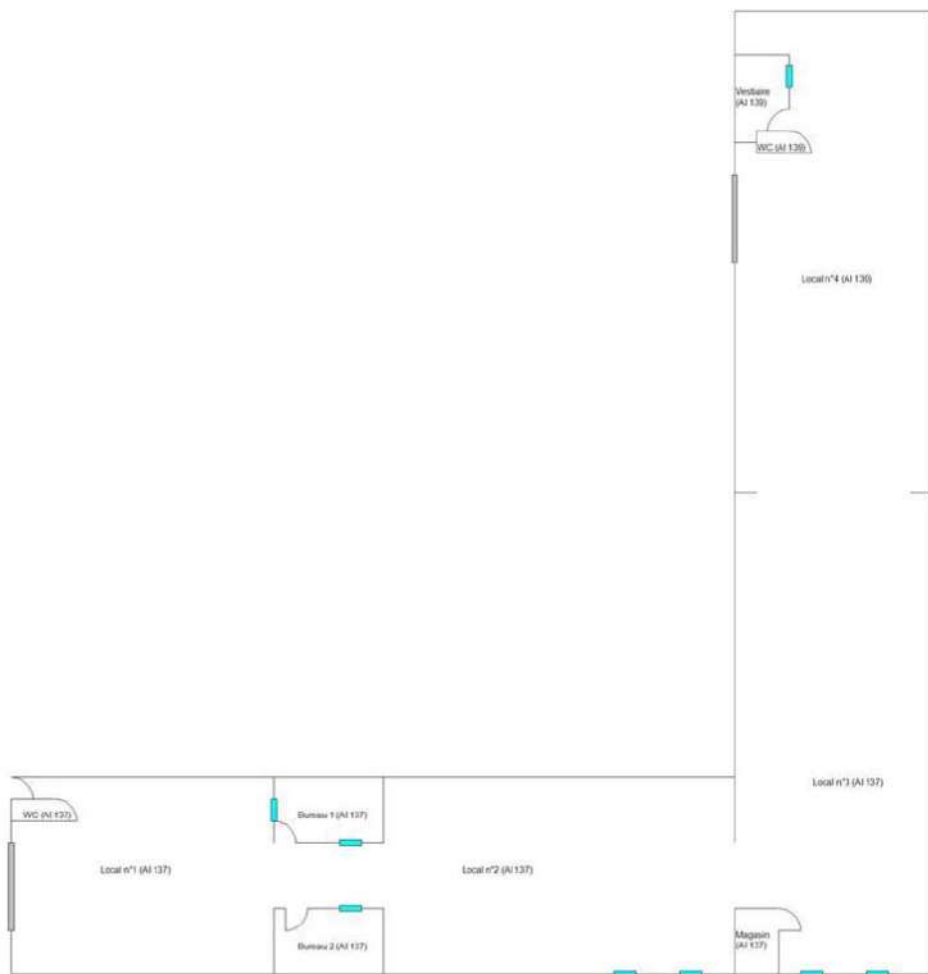 Vestiaire
(AI 139)
WC (AI 139)
Local n°4 (AI 139)
Local n°3 (AI 137)
WC (AI 137)
Bureau 1 (AI 137)
Local n°1 (AI 137)
Local n°2 (AI 137)
Bureau 2 (AI 137)
Magasin
(AI 137)